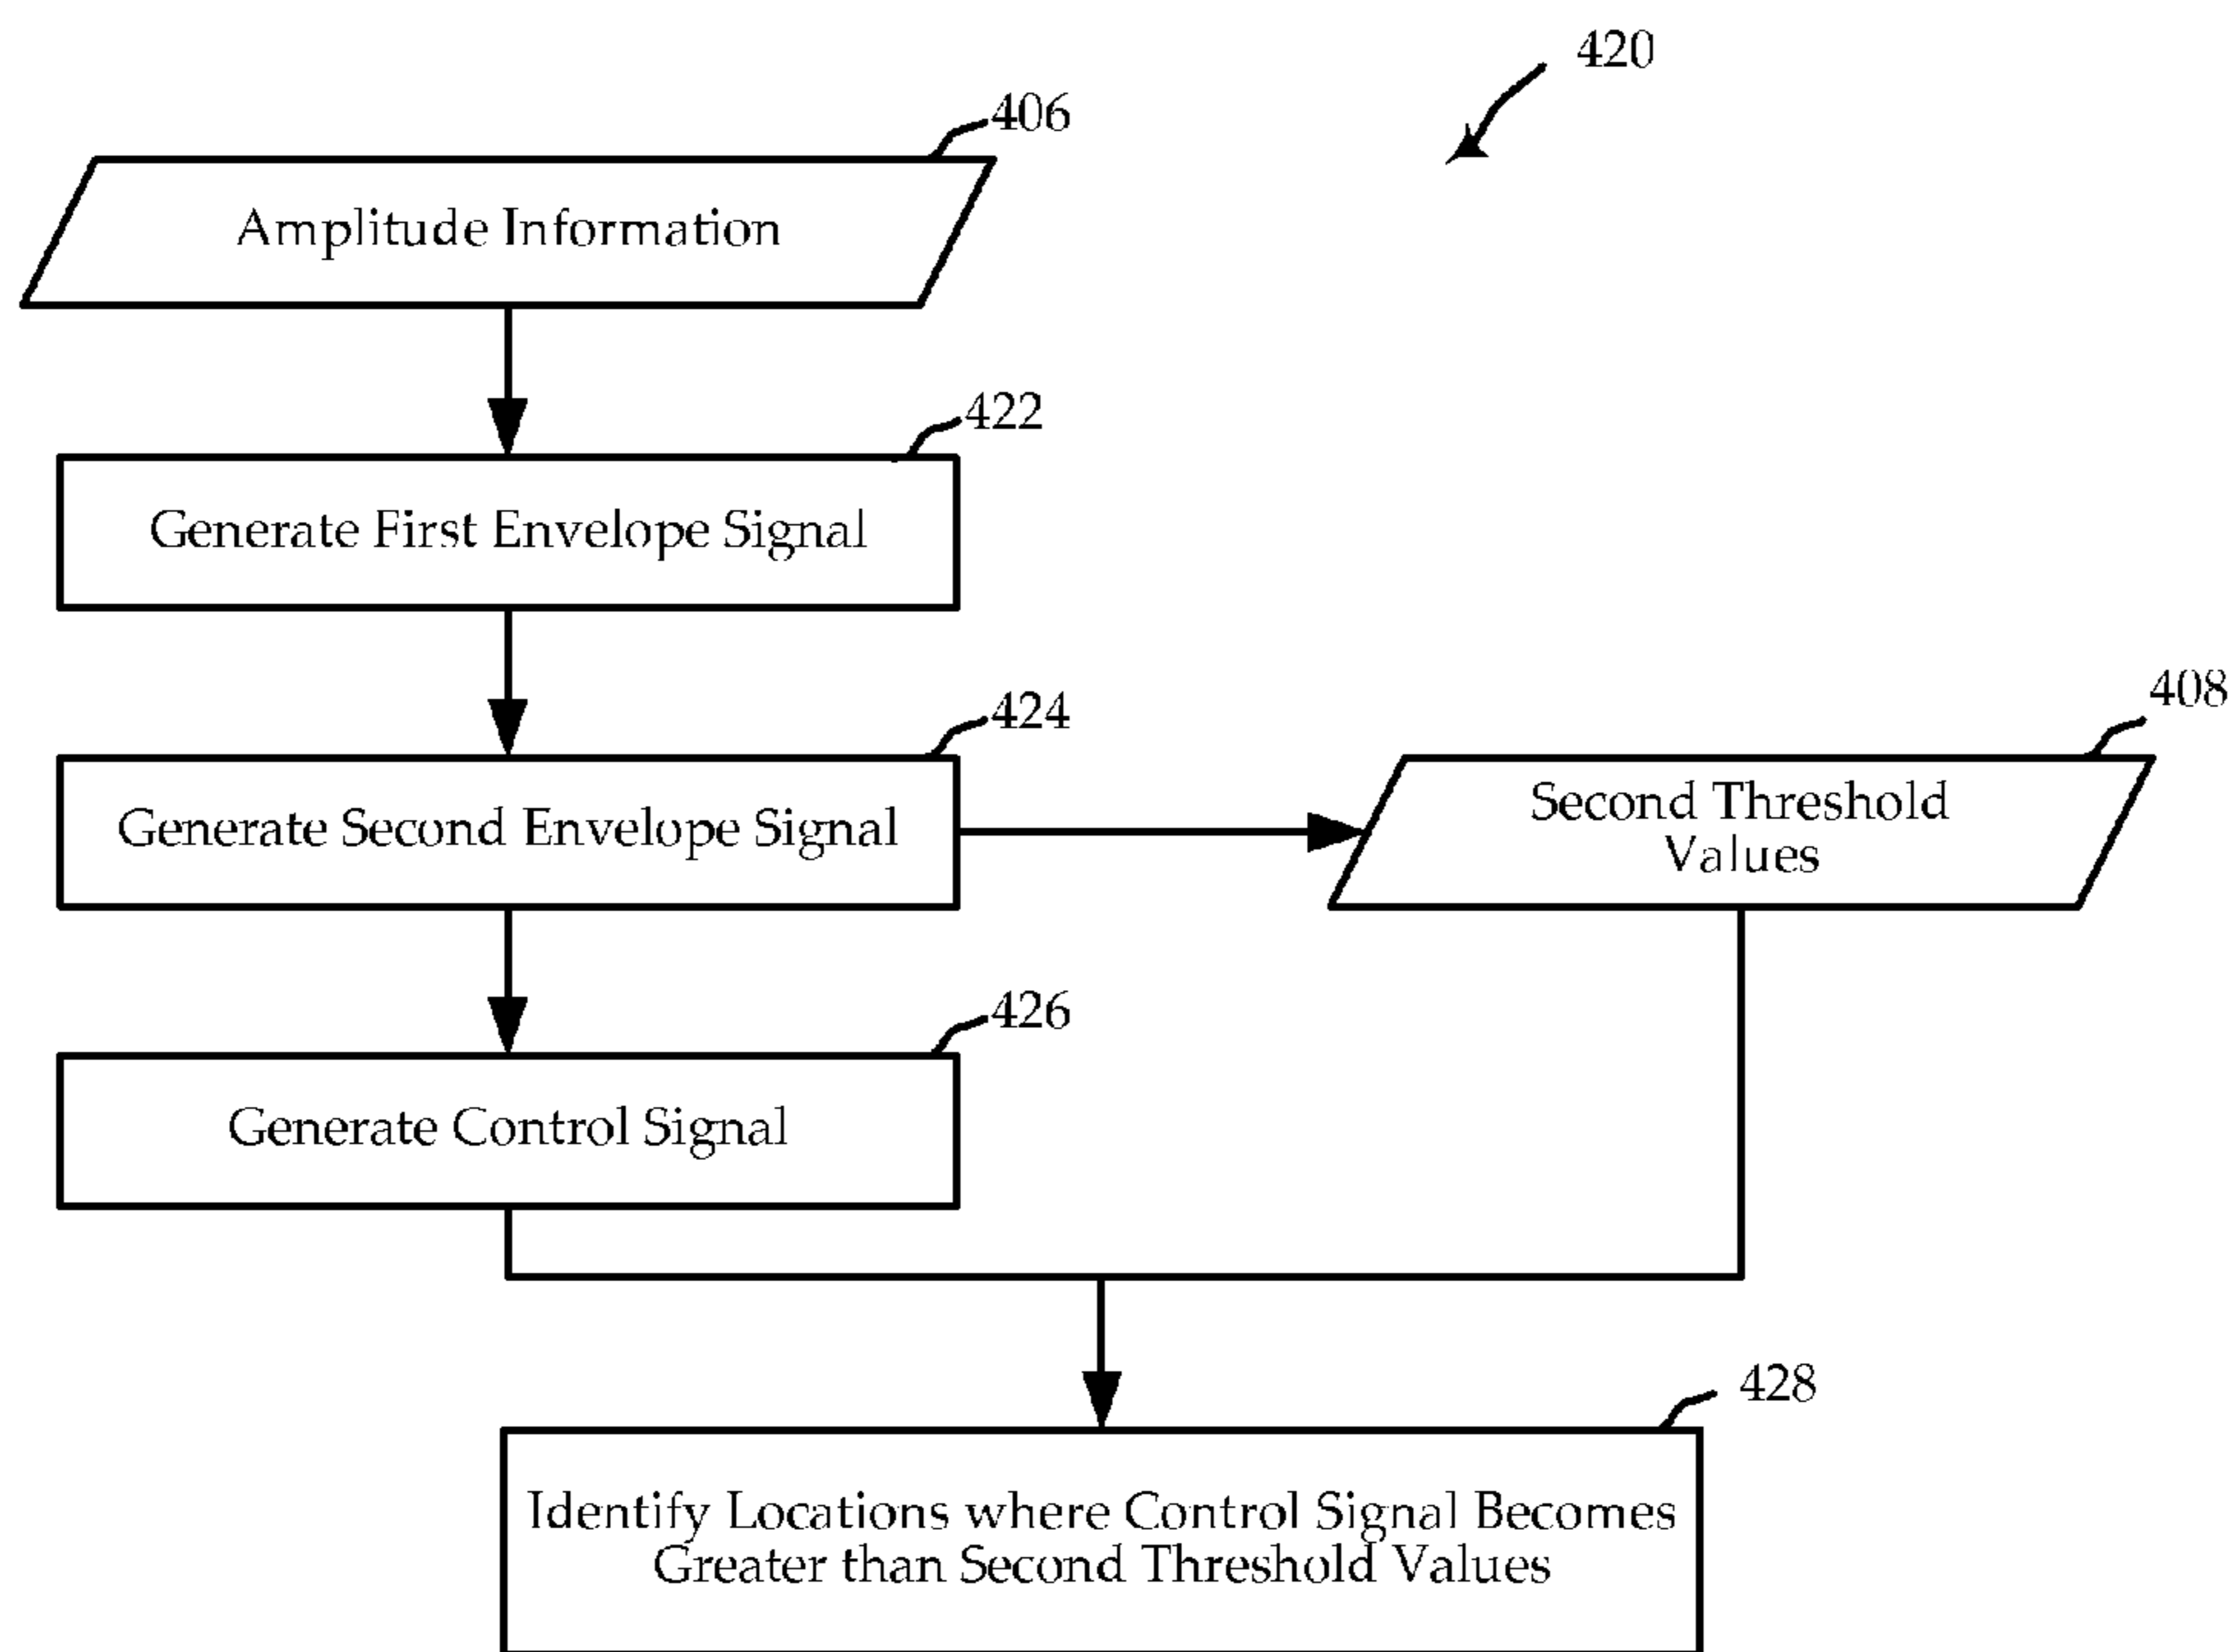 420
406
Amplitude Information
422
Generate First Envelope Signal
424
Generate Second Envelope Signal
408
Second Threshold
Values
426
Generate Control Signal
428
Identify Locations where Control Signal Becomes
Greater than Second Threshold Values